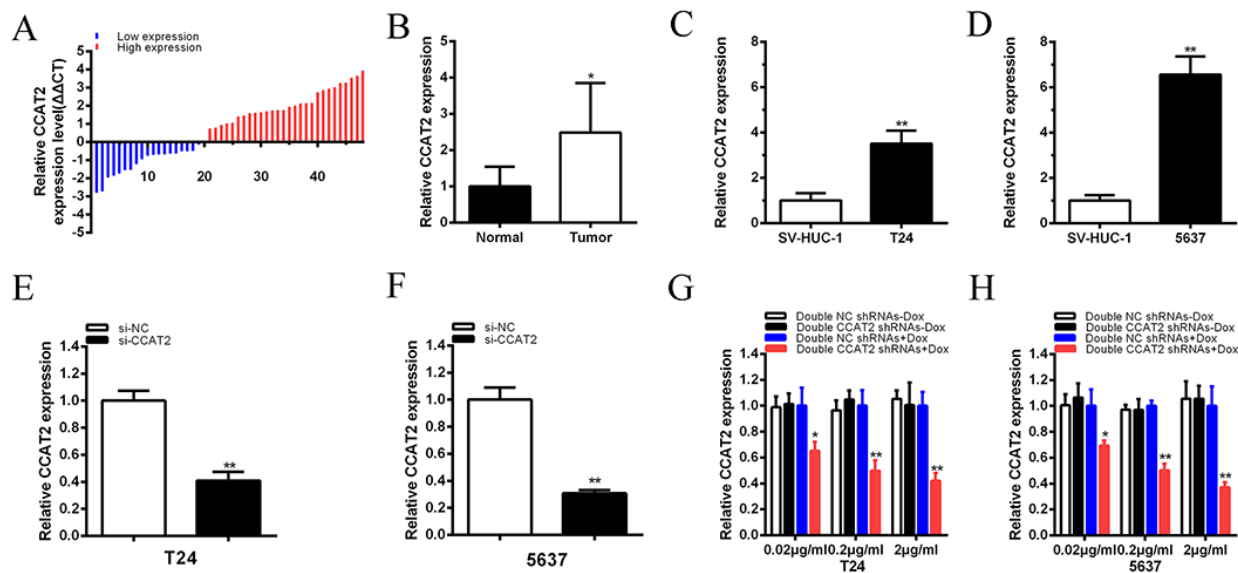 A
Low expression
High expression
Relative CCAT2
expression level(ΔΔCT)
5
4
3
2
1
0
-1
-2
-3
-4
-5
10 20 30 40
B
Relative CCAT2 expression
5
4
3
2
1
0
*
Normal Tumor
C
Relative CCAT2 expression
8
6
4
2
0
**
SV-HUC-1 T24
D
Relative CCAT2 expression
8
6
4
2
0
**
SV-HUC-1 5637
E
si-NC
si-CCAT2
Relative CCAT2 expression
1.4
1.2
1.0
0.8
0.6
0.4
0.2
0.0
**
T24
F
si-NC
si-CCAT2
Relative CCAT2 expression
1.4
1.2
1.0
0.8
0.6
0.4
0.2
0.0
**
5637
G
Double NC shRNAs-Dox
Double CCAT2 shRNAs-Dox
Double NC shRNAs+Dox
Double CCAT2 shRNAs+Dox
Relative CCAT2 expression
1.4
1.2
1.0
0.8
0.6
0.4
0.2
0.0
* ** **
0.02μg/ml 0.2μg/ml 2μg/ml
T24
H
Double NC shRNAs-Dox
Double CCAT2 shRNAs-Dox
Double NC shRNAs+Dox
Double CCAT2 shRNAs+Dox
Relative CCAT2 expression
1.4
1.2
1.0
0.8
0.6
0.4
0.2
0.0
* ** **
0.02μg/ml 0.2μg/ml 2μg/ml
5637